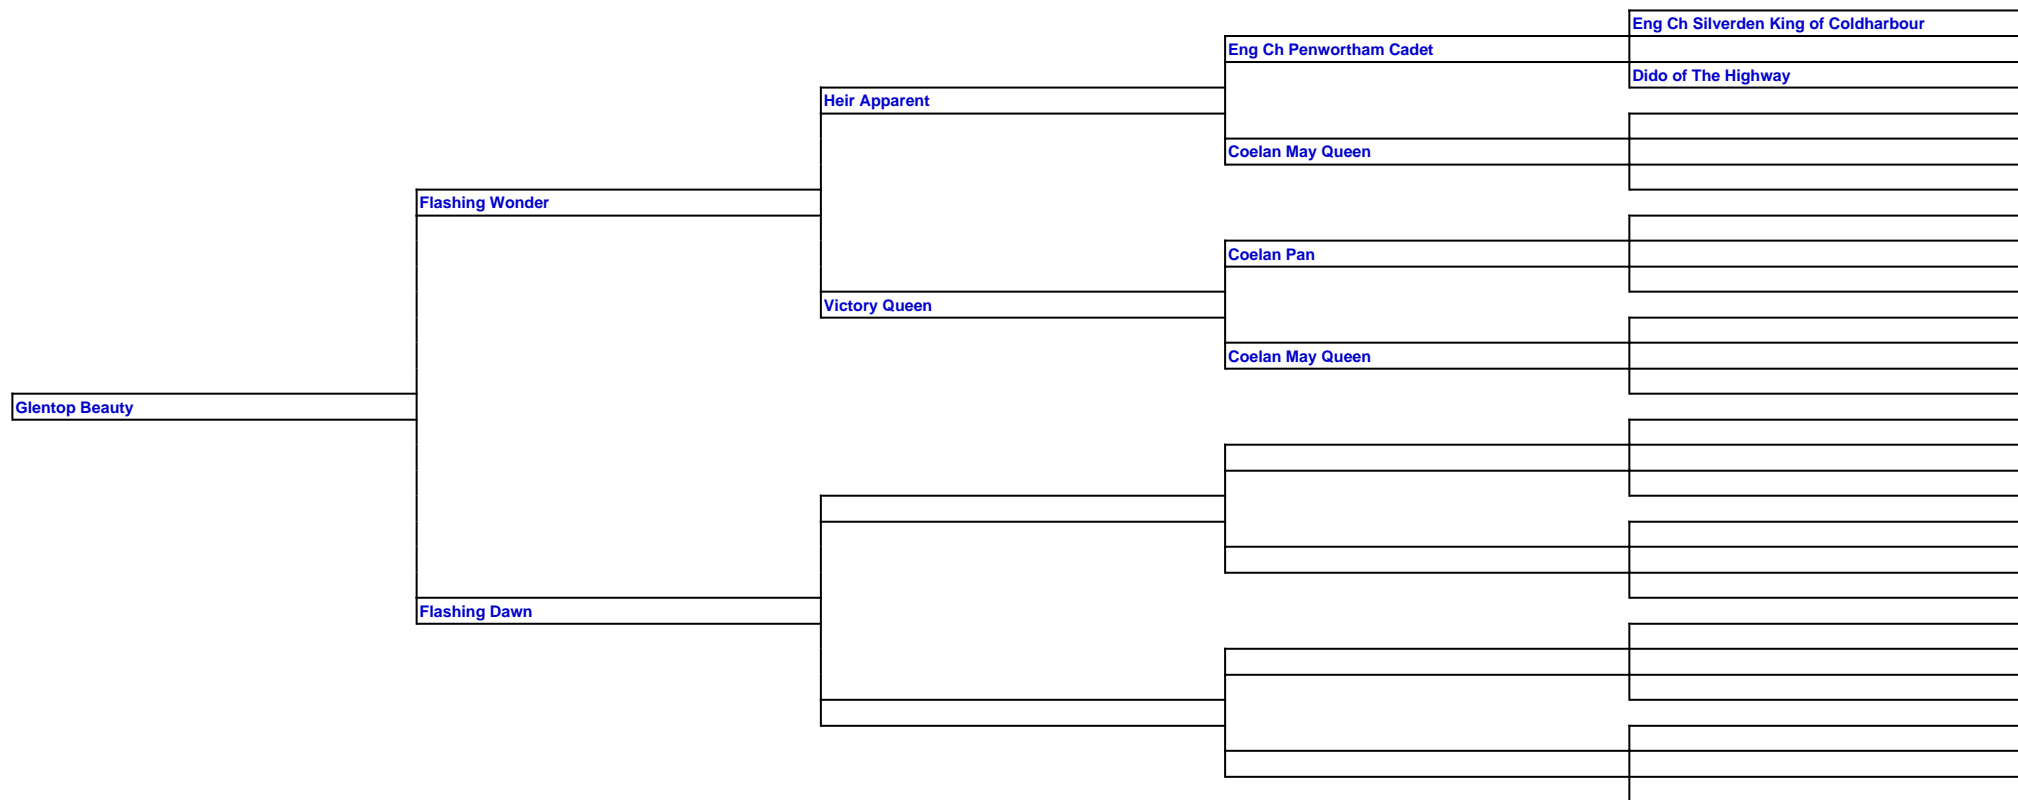 Eng Ch Silverden King of Coldharbour
Eng Ch Penwortham Cadet
Dido of The Highway
Heir Apparent
Coelan May Queen
Flashing Wonder
Coelan Pan
Victory Queen
Coelan May Queen
Glentop Beauty
Flashing Dawn